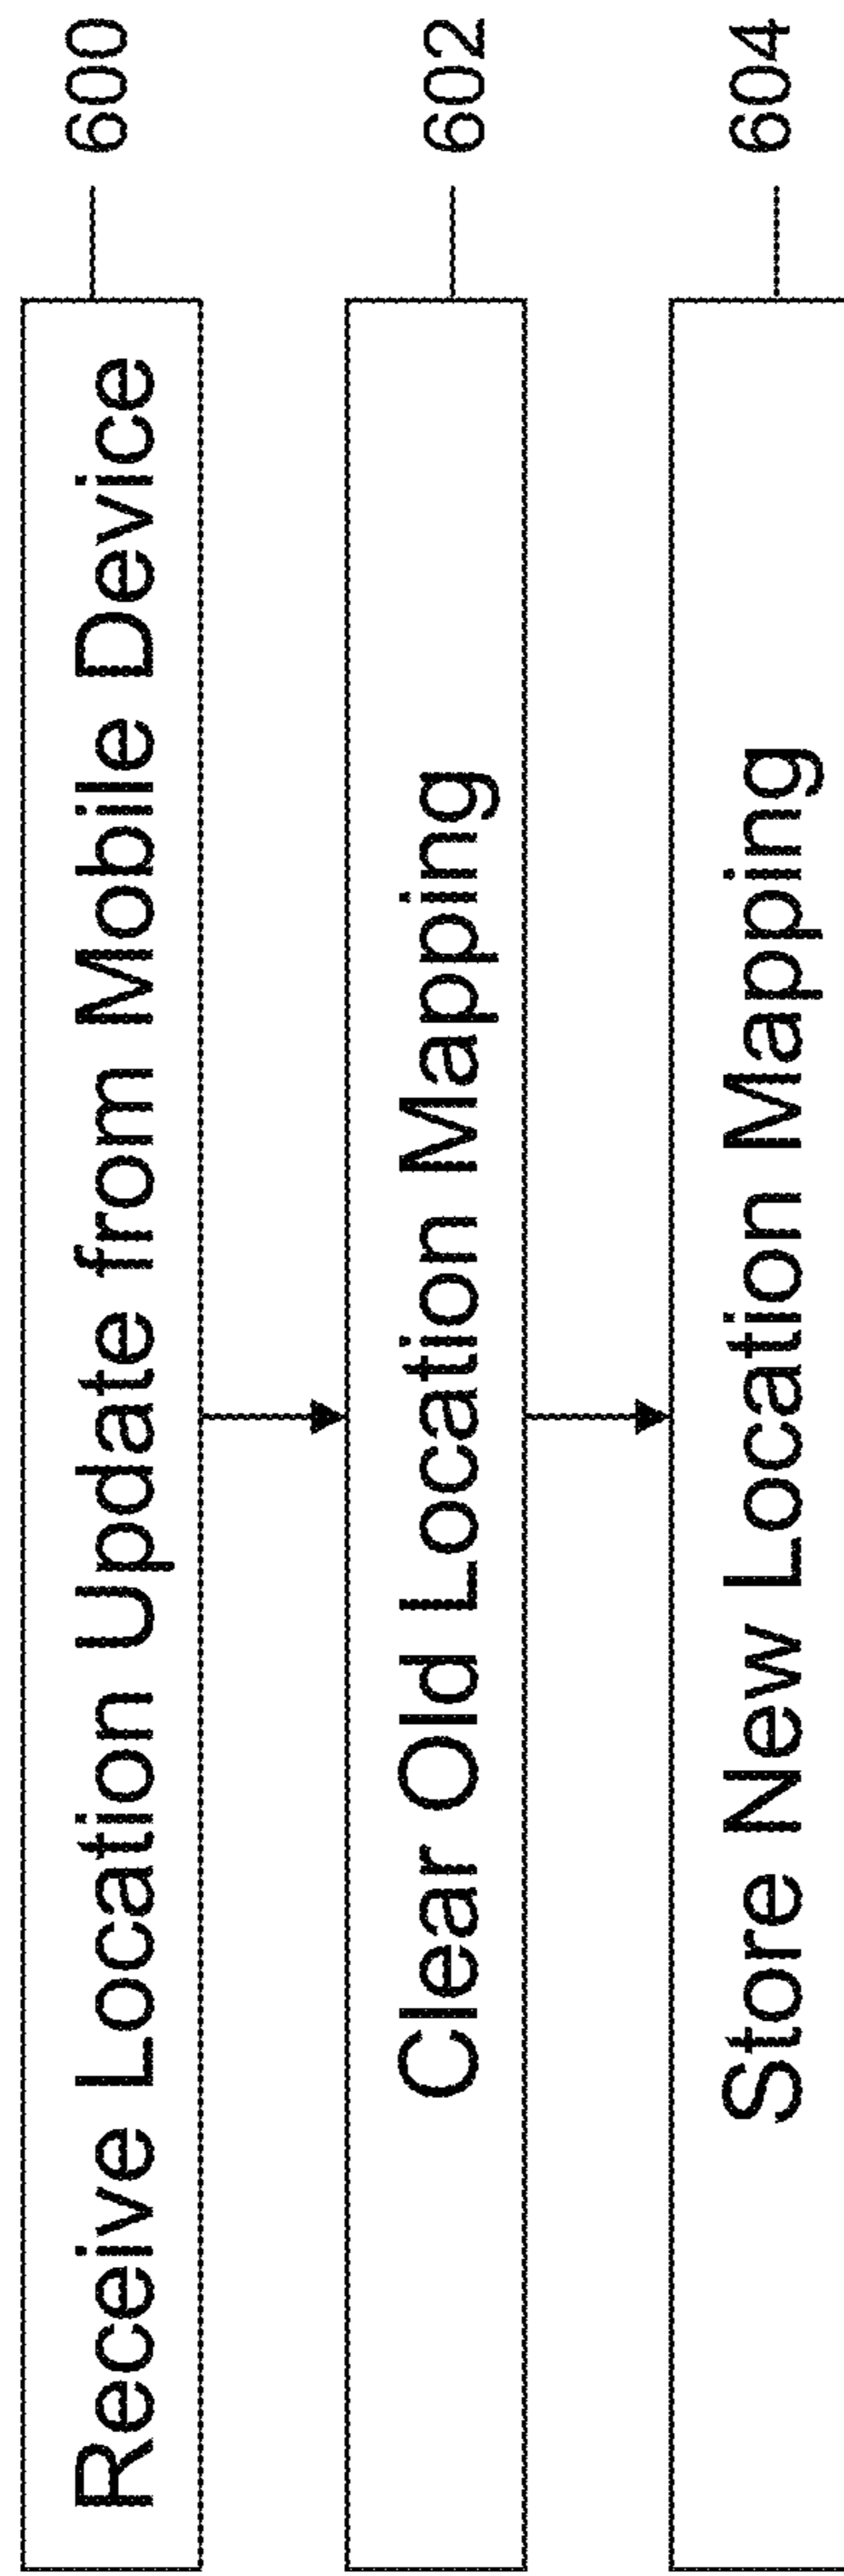 Receive Location Update from Mobile Device
600
Clear Old Location Mapping
602
Store New Location Mapping
604